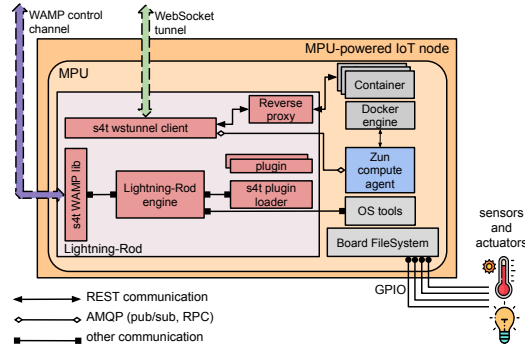 WAMP control
channel
WebSocket
tunnel
MPU-powered IoT node
MPU
Container
Reverse
proxy
Docker
engine
s4t wstunnel client
Zun
compute
agent
plugin
s4t WAMP lib
Lightning-Rod
engine
s4t plugin
loader
OS tools
Lightning-Rod
Board FileSystem
sensors
and
actuators
GPIO
REST communication
AMQP (pub/sub, RPC)
other communication